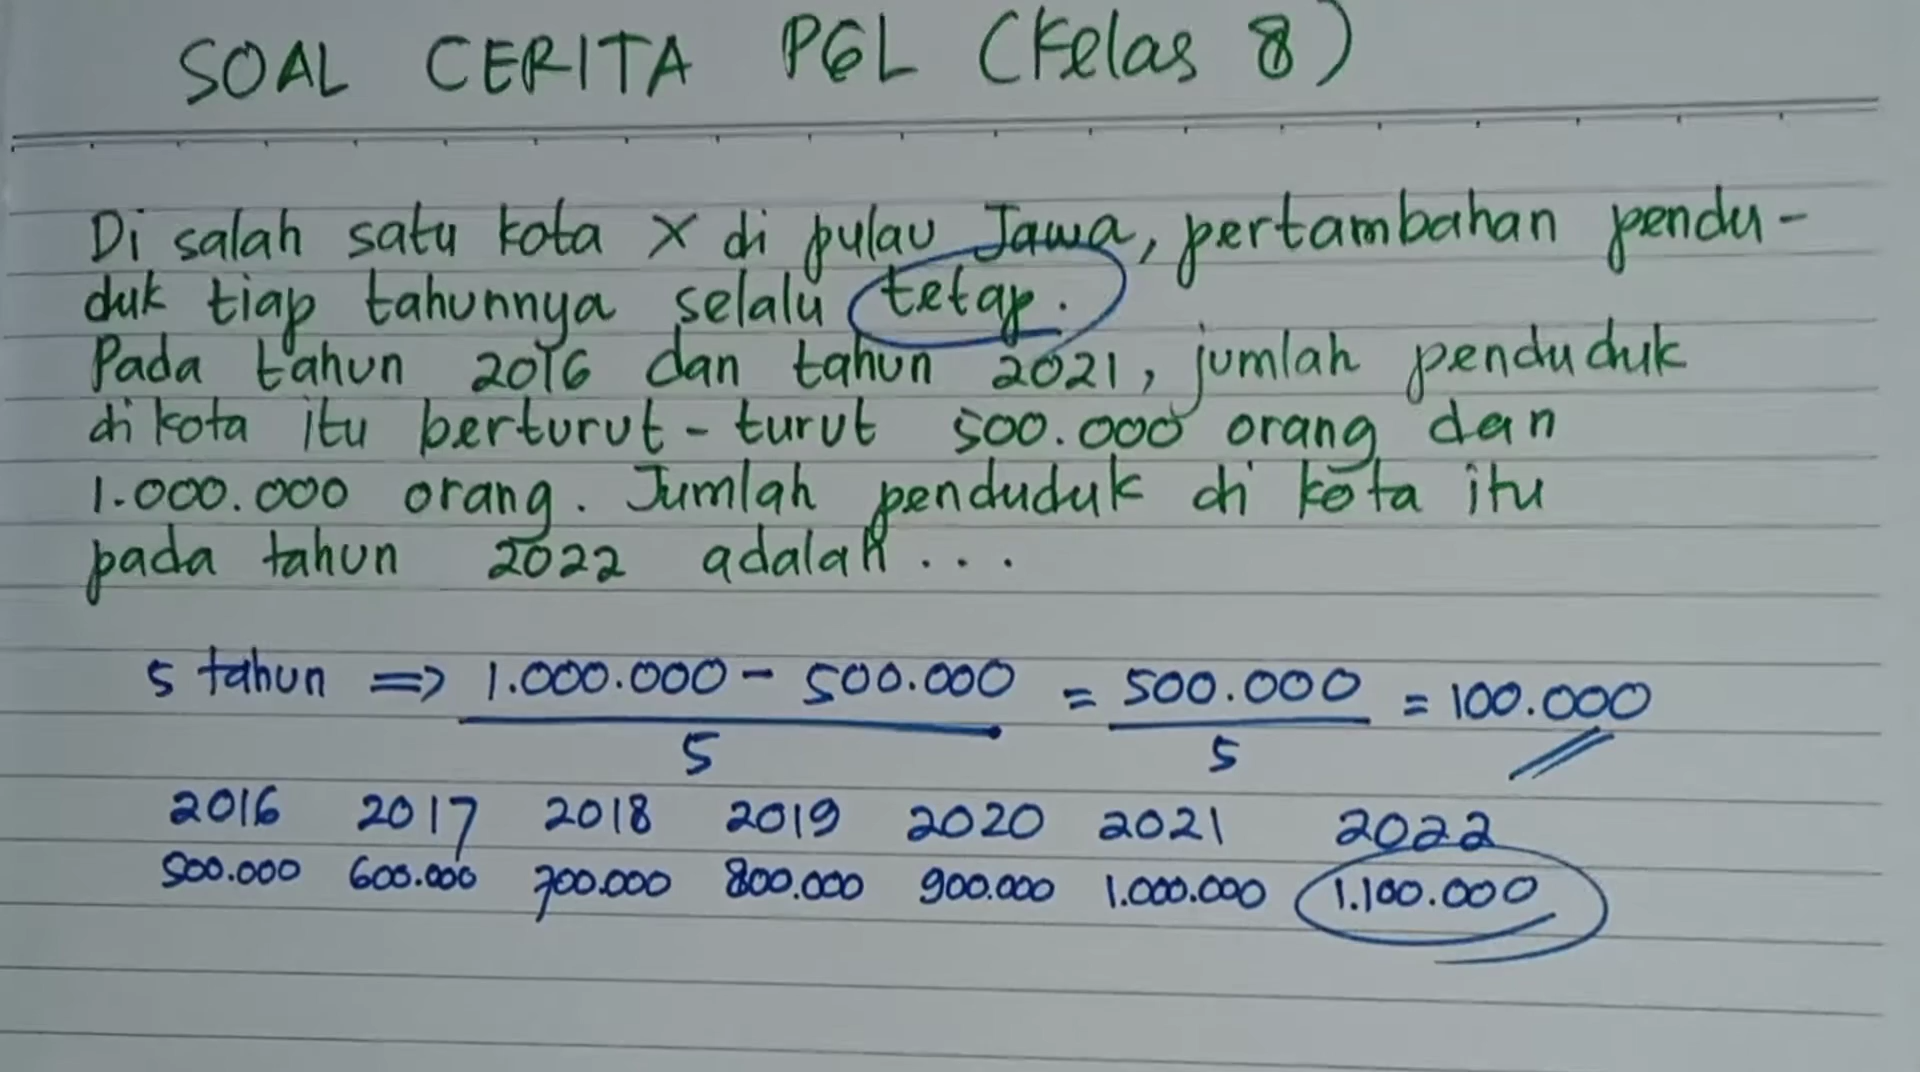 SOAL CERITA PGL (Kelas 8)
Di salah satu kota X di pulau Jawa, pertambahan pendu-
duk tiap tahunnya selalu tetap.
Pada tahun 2016 dan tahun 2021, jumlah penduduk
di kota itu berturut-turut 500.000 orang dan
1.000.000 orang. Jumlah penduduk di kota itu
pada tahun 2022 adalah ...
5 tahun => 1.000.000 - 500.000 = 500.000 = 100.000
5 5
2016 2017 2018 2019 2020 2021 2022
500.000 600.000 700.000 800.000 900.000 1.000.000 1.100.000